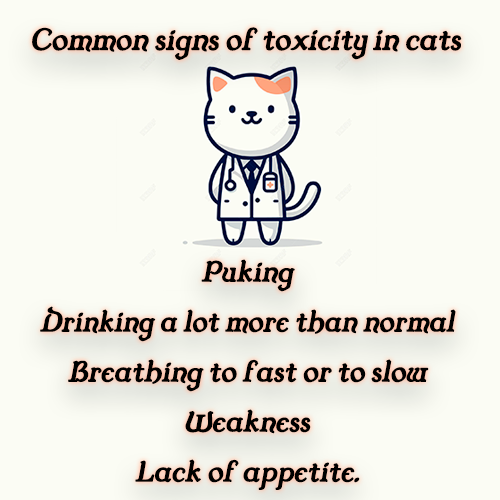 Common signs of toxicity in cats
Puking
Drinking a lot more than normal
Breathing to fast or to slow
Weakness
Lack of appetite.